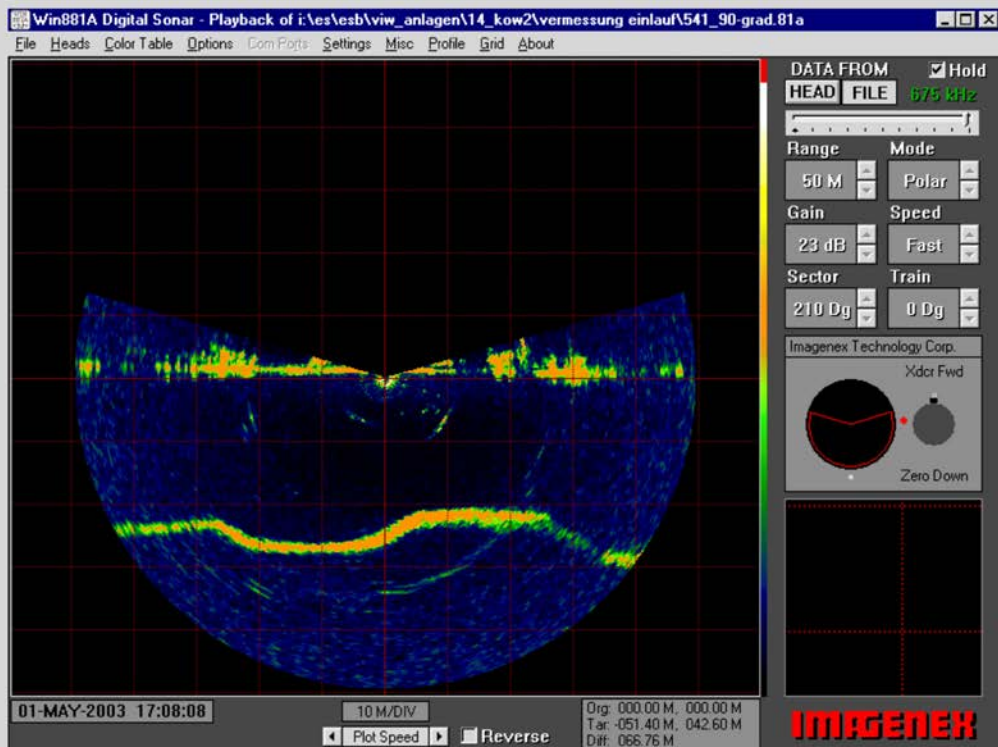 Win881A Digital Sonar - Playback of i:\es\esb\viw_anlagen\14_kow2\vermessung einlauf\541_90-grad.81a
File Heads Color Table Options Com Ports Settings Misc Profile Grid About
DATA FROM Hold
HEAD FILE 675 kHz
Range Mode
50 M Polar
Gain Speed
23 dB Fast
Sector Train
210 Dg 0 Dg
Imagenex Technology Corp.
Xdcr Fwd
Zero Down
01-MAY-2003 17:08:08
10 M/DIV
Plot Speed Reverse
Org: 000.00 M, 000.00 M
Tar: -051.40 M, 042.60 M
Diff: 066.76 M
IMAGENEX